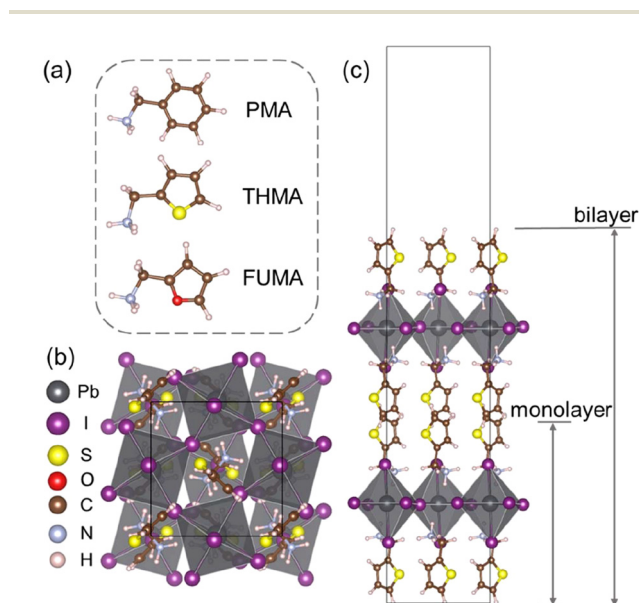 (a)
PMA
THMA
FUMA
(b)
Pb
I
S
O
C
N
H
(c)
bilayer
monolayer